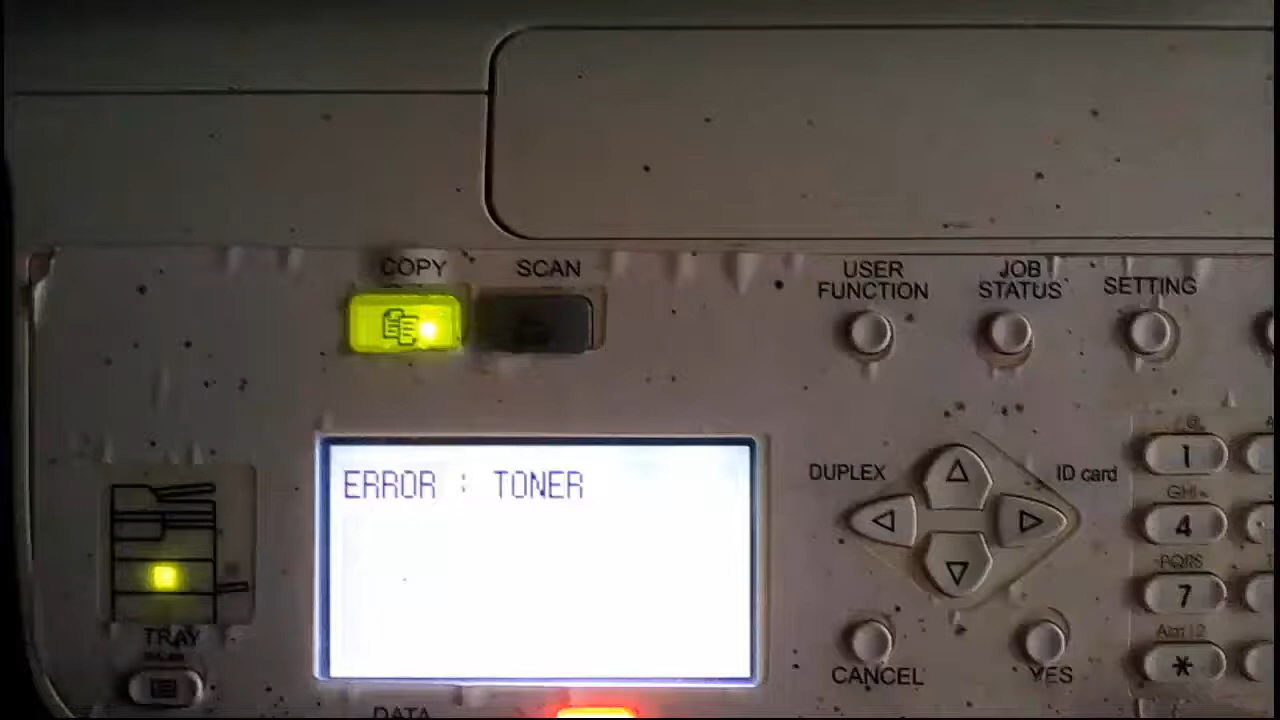 COPY SCAN
USER FUNCTION
JOB STATUS
SETTING
ERROR : TONER
DUPLEX
ID card
1
GHI
4
PQRS
7
*
TRAY
CANCEL
YES
DATA